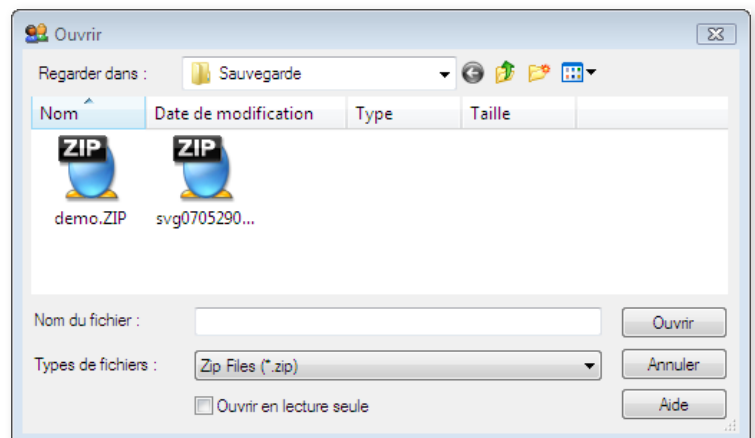 Ouvrir
Regarder dans : Sauvegarde
Nom Date de modification Type Taille
ZIP ZIP
demo.ZIP svg0705290...
Nom du fichier : Ouvrir
Types de fichiers : Zip Files (*.zip) Annuler
Ouvrir en lecture seule Aide